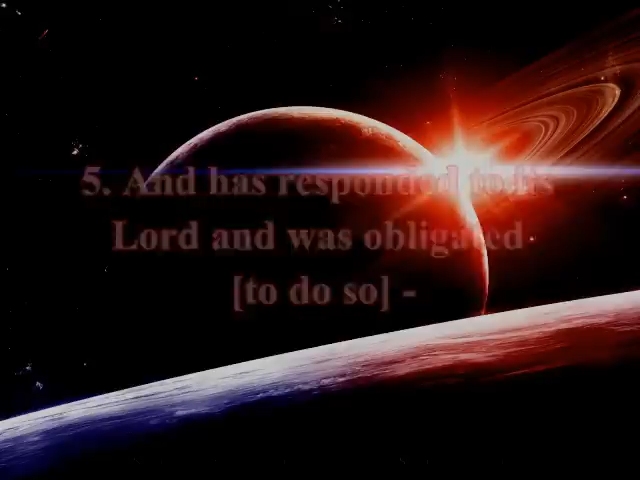 5. And has responded to its
Lord and was obligated
[to do so] -